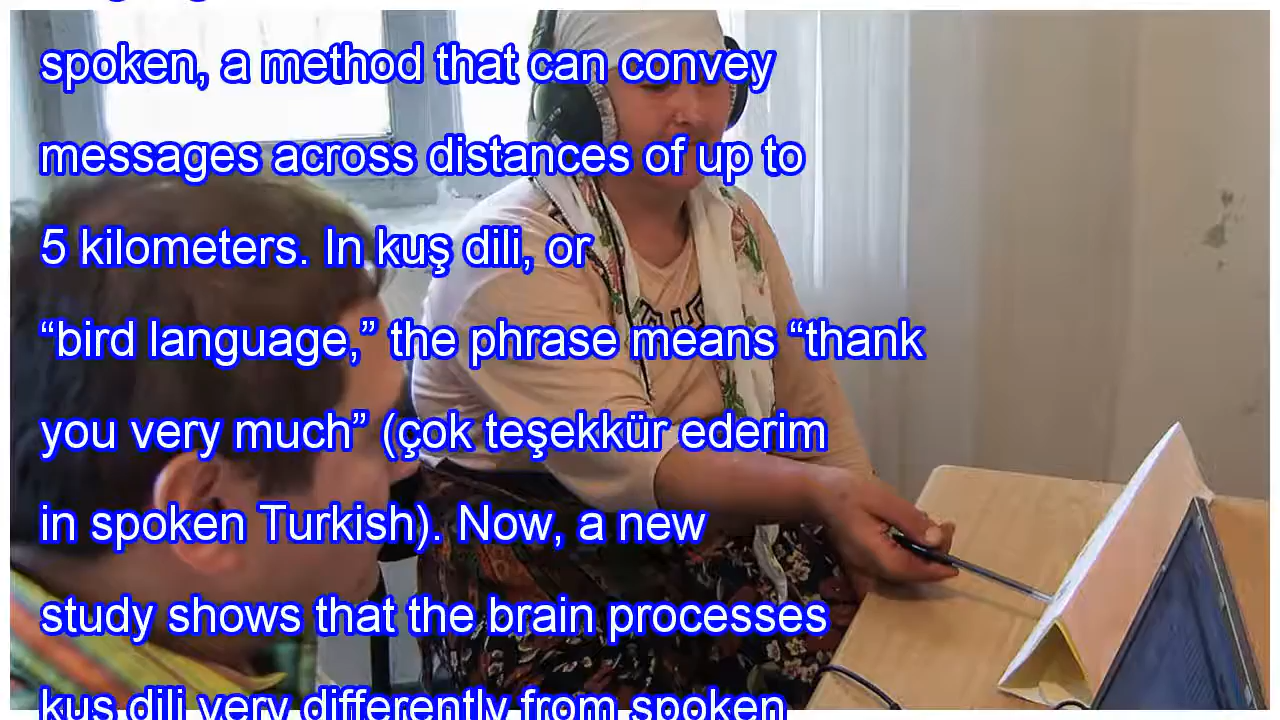 spoken, a method that can convey
messages across distances of up to
5 kilometers. In kuş dili, or
“bird language,” the phrase means “thank
you very much” (çok teşekkür ederim
in spoken Turkish). Now, a new
study shows that the brain processes
kuş dili very differently from spoken